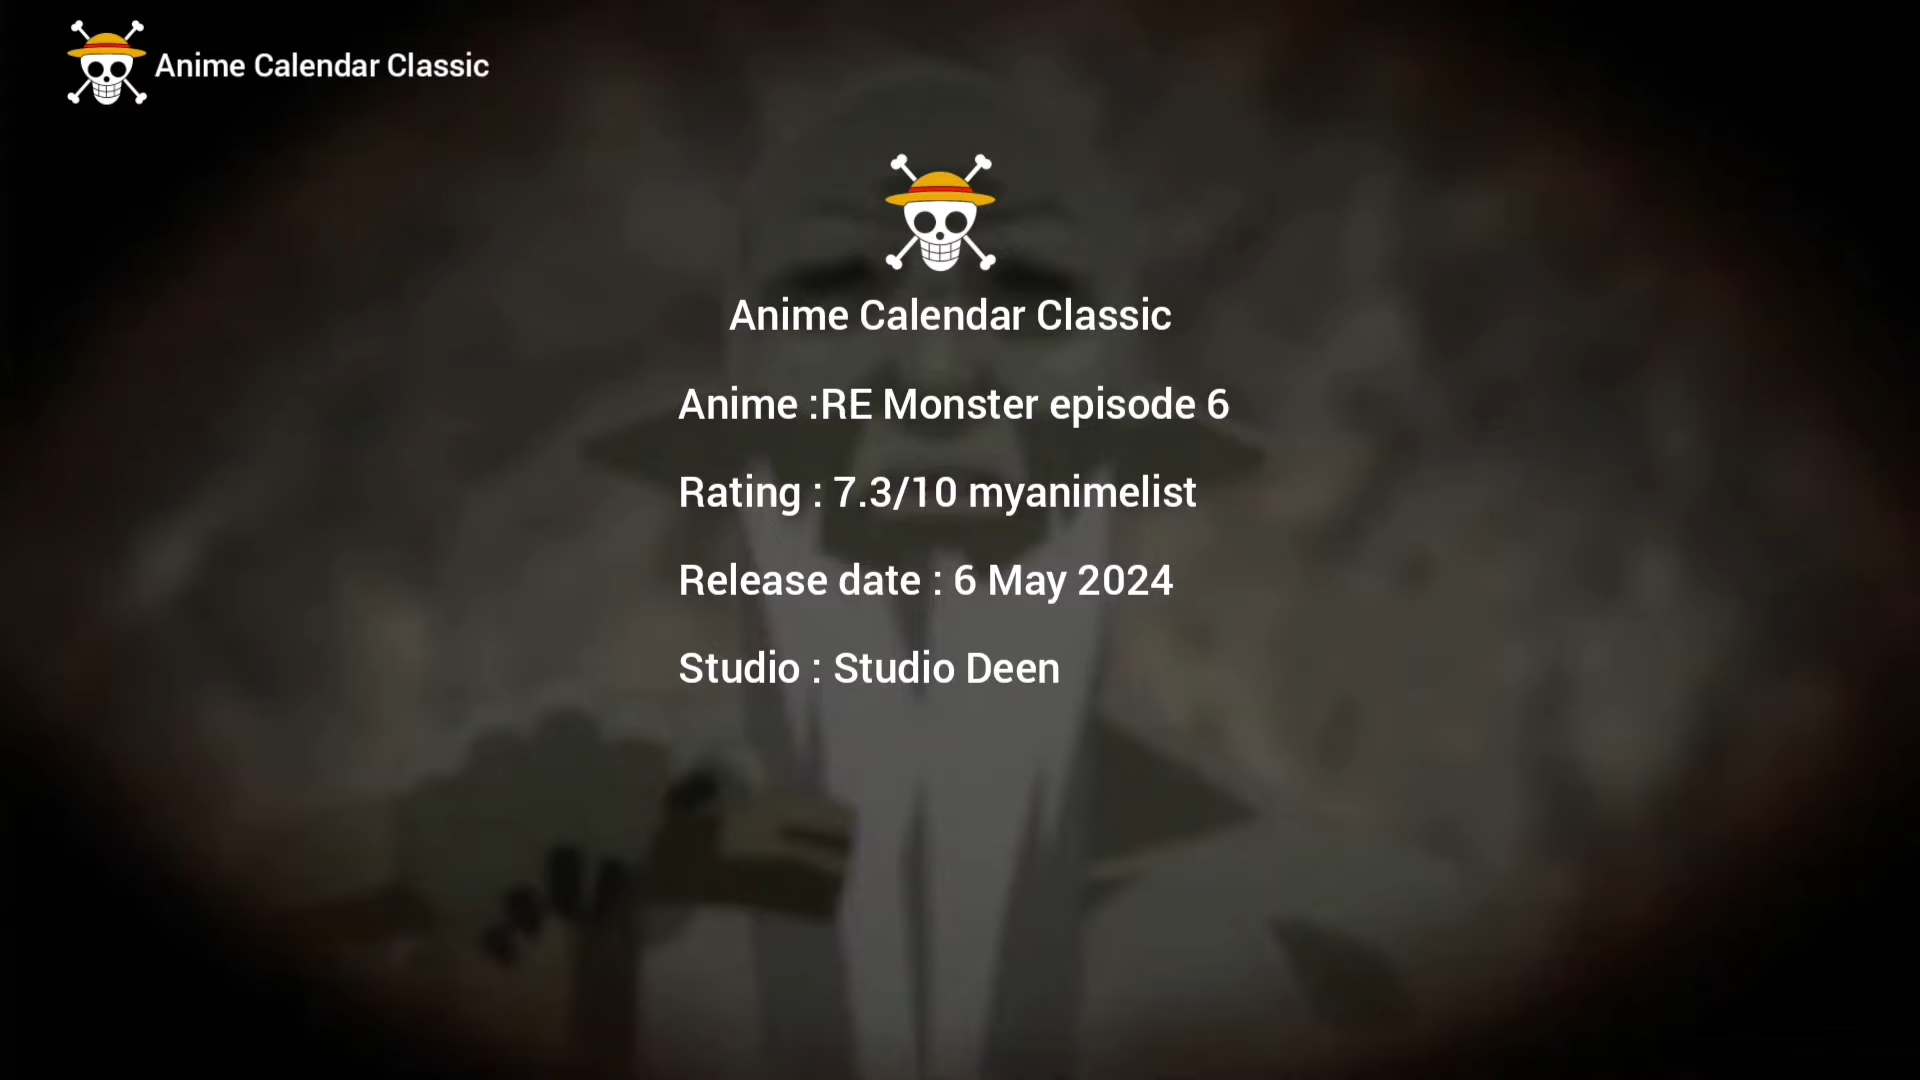 Anime Calendar Classic
Anime Calendar Classic
Anime :RE Monster episode 6
Rating : 7.3/10 myanimelist
Release date : 6 May 2024
Studio : Studio Deen